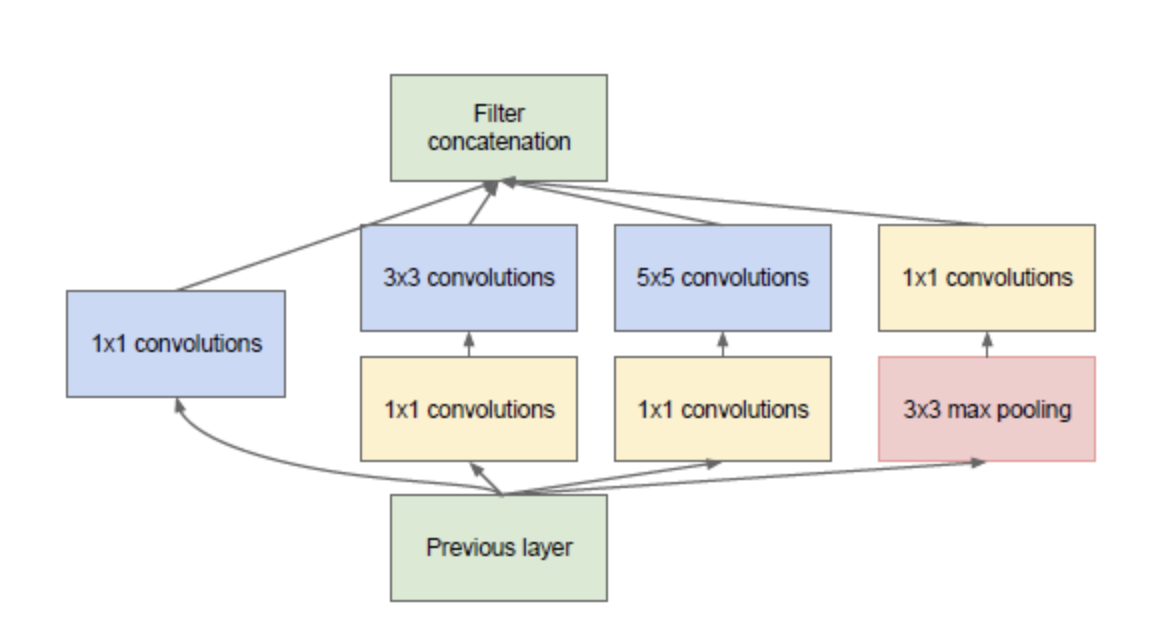 Filter
concatenation
3x3 convolutions
5x5 convolutions
1x1 convolutions
1x1 convolutions
1x1 convolutions
1x1 convolutions
3x3 max pooling
Previous layer